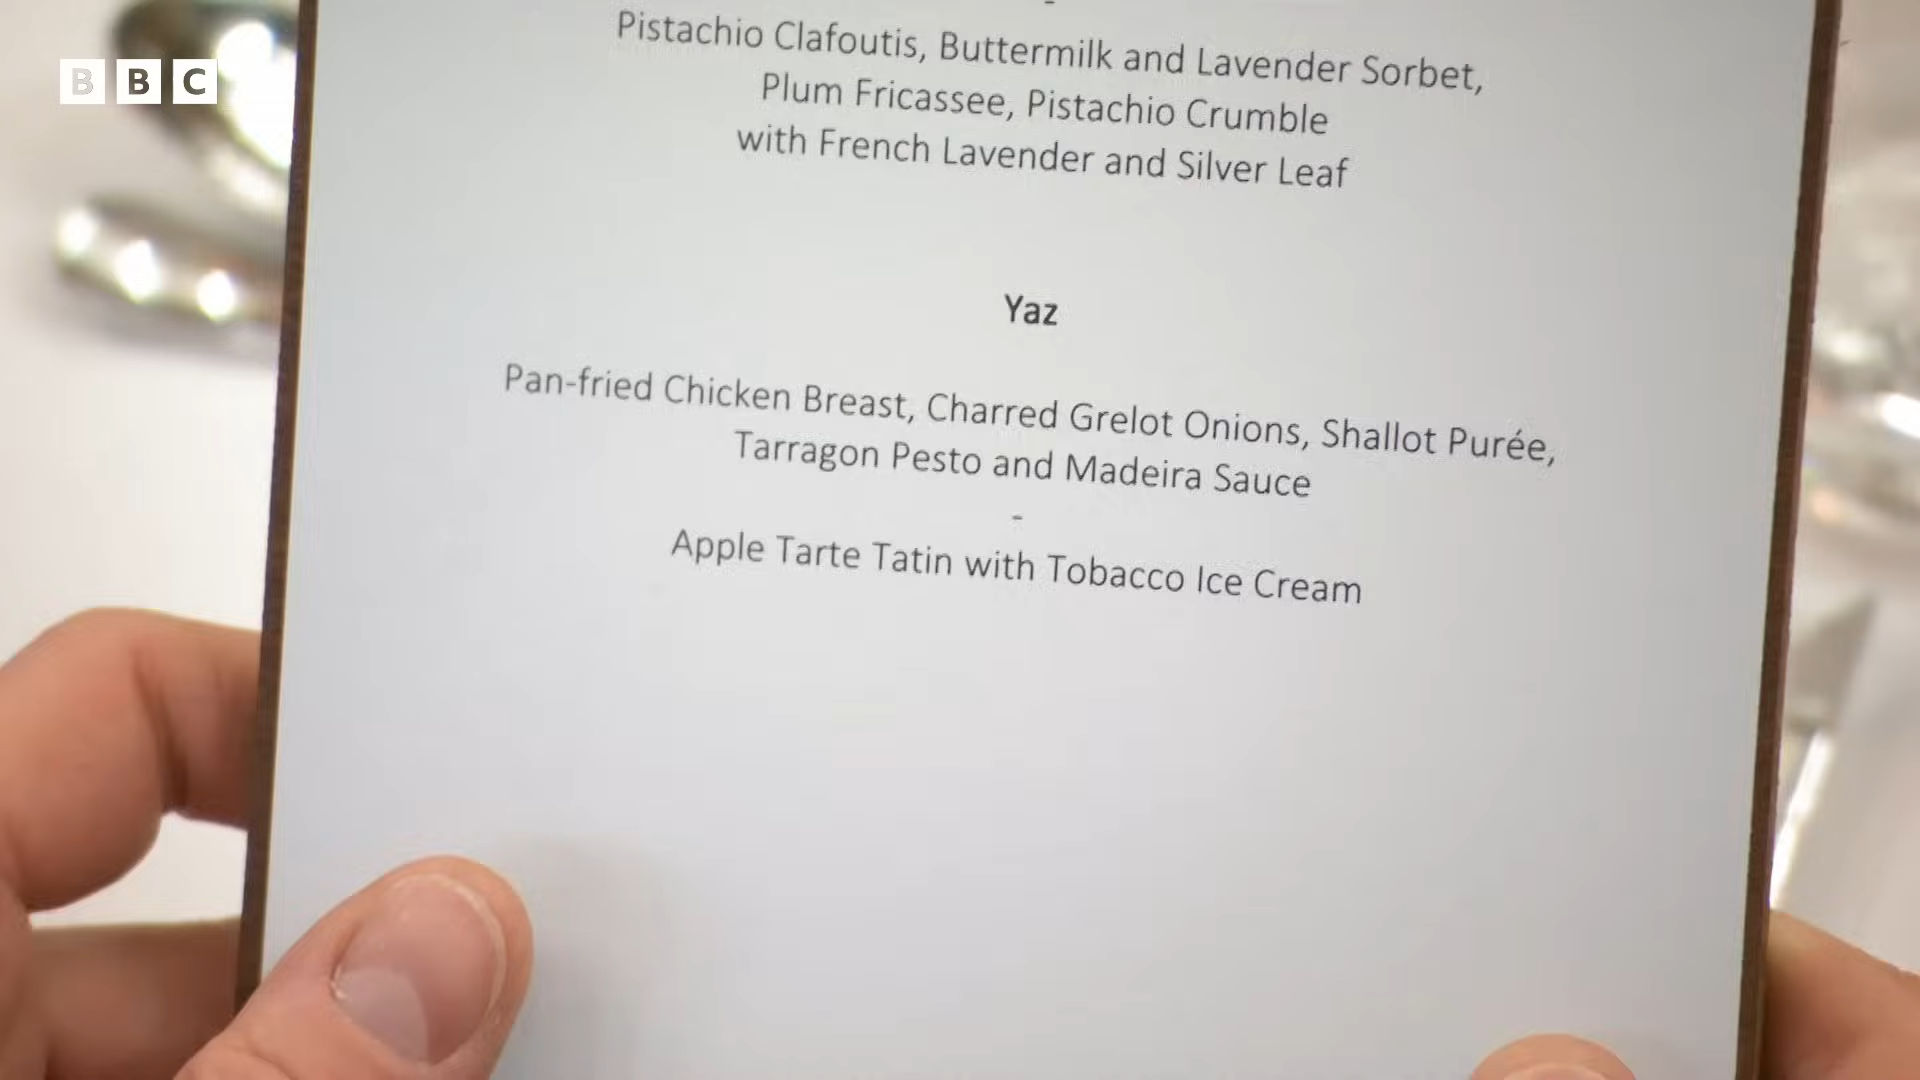 BBC
-
Pistachio Clafoutis, Buttermilk and Lavender Sorbet,
Plum Fricassee, Pistachio Crumble
with French Lavender and Silver Leaf
Yaz
Pan-fried Chicken Breast, Charred Grelot Onions, Shallot Purée,
Tarragon Pesto and Madeira Sauce
-
Apple Tarte Tatin with Tobacco Ice Cream